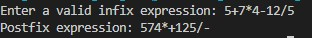 Enter a valid infix expression: 5+7*4-12/5
Postfix expression: 574*+125/-